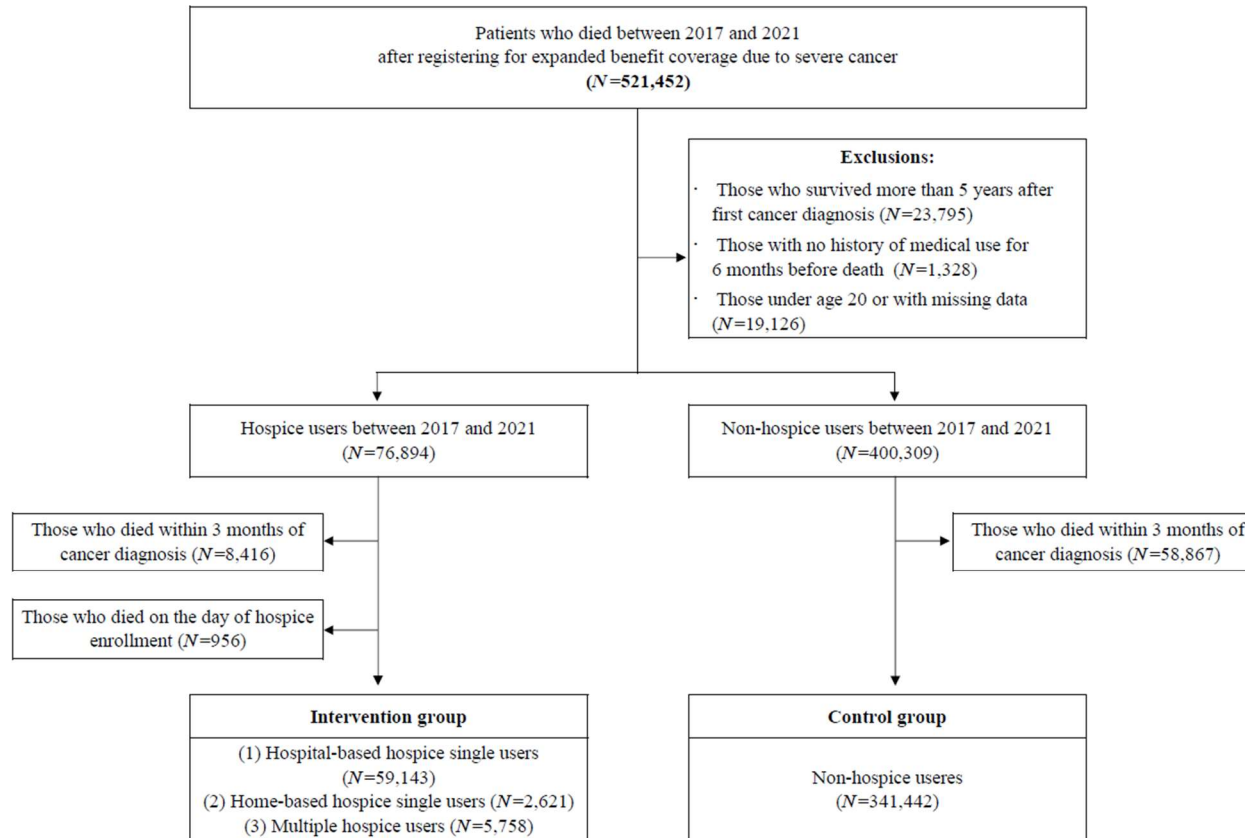 Patients who died between 2017 and 2021
after registering for expanded benefit coverage due to severe cancer
(N=521,452)
Exclusions:
· Those who survived more than 5 years after
first cancer diagnosis (N=23,795)
· Those with no history of medical use for
6 months before death (N=1,328)
· Those under age 20 or with missing data
(N=19,126)
Hospice users between 2017 and 2021
(N=76,894)
Non-hospice users between 2017 and 2021
(N=400,309)
Those who died within 3 months of
cancer diagnosis (N=8,416)
Those who died within 3 months of
cancer diagnosis (N=58,867)
Those who died on the day of hospice
enrollment (N=956)
Intervention group
(1) Hospital-based hospice single users
(N=59,143)
(2) Home-based hospice single users (N=2,621)
(3) Multiple hospice users (N=5,758)
Control group
Non-hospice useres
(N=341,442)